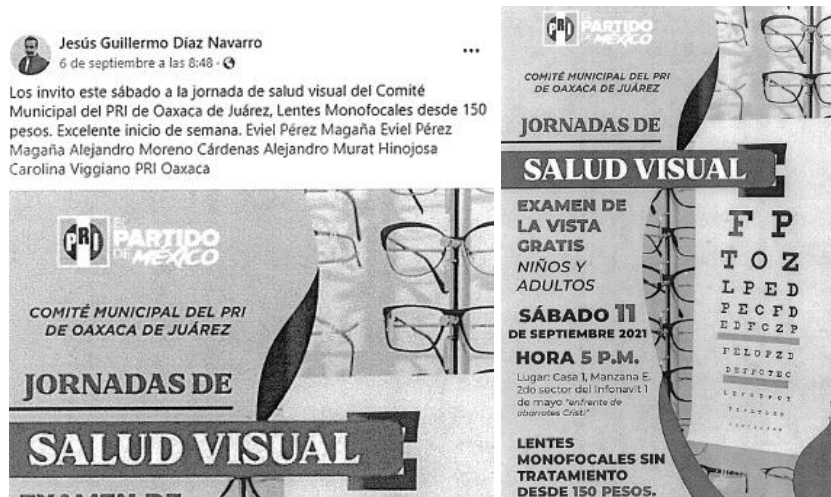 Jesús Guillermo Díaz Navarro
6 de septiembre a las 8:48 ·
Los invito este sábado a la jornada de salud visual del Comité
Municipal del PRI de Oaxaca de Juárez, Lentes Monofocales desde 150
pesos. Excelente inicio de semana. Eviel Pérez Magaña Eviel Pérez
Magaña Alejandro Moreno Cárdenas Alejandro Murat Hinojosa
Carolina Viggiano PRI Oaxaca
PRD
EL
PARTIDO
DE MÉXICO
COMITÉ MUNICIPAL DEL PRI
DE OAXACA DE JUÁREZ
JORNADAS DE
SALUD VISUAL
E
EXAMEN DE
PRD
EL
PARTIDO
DE MÉXICO
COMITÉ MUNICIPAL DEL PRI
DE OAXACA DE JUÁREZ
JORNADAS DE
SALUD VISUAL
E
EXAMEN DE
LA VISTA
GRATIS
NIÑOS Y
ADULTOS
SÁBADO 11
DE SEPTIEMBRE 2021
HORA 5 P.M.
Lugar: Casa 1, Manzana E,
2do sector del Infonavit 1
de mayo "enfrente de
abarrotes Cristi"
LENTES
MONOFOCALES SIN
TRATAMIENTO
DESDE 150 PESOS.
F P
T O Z
L P E D
P E C F D
E D F C Z P
F E L O P Z D
D E F P O T E C